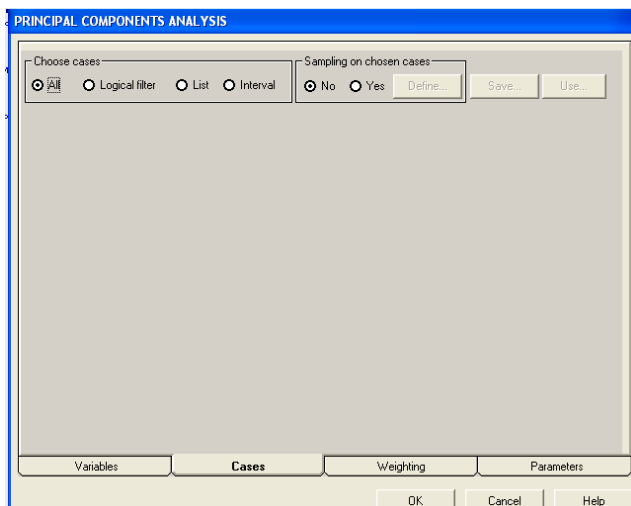 PRINCIPAL COMPONENTS ANALYSIS
Choose cases
Sampling on chosen cases
All Logical filter List Interval
No Yes Define... Save... Use...
Variables Cases Weighting Parameters
OK Cancel Help